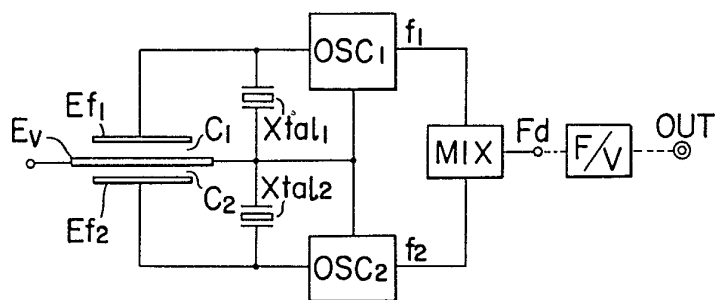 OSC1
f1
Ef1
C1
Xtal1
Ev
MIX
Fd
F/V
OUT
C2
Xtal2
Ef2
OSC2
f2